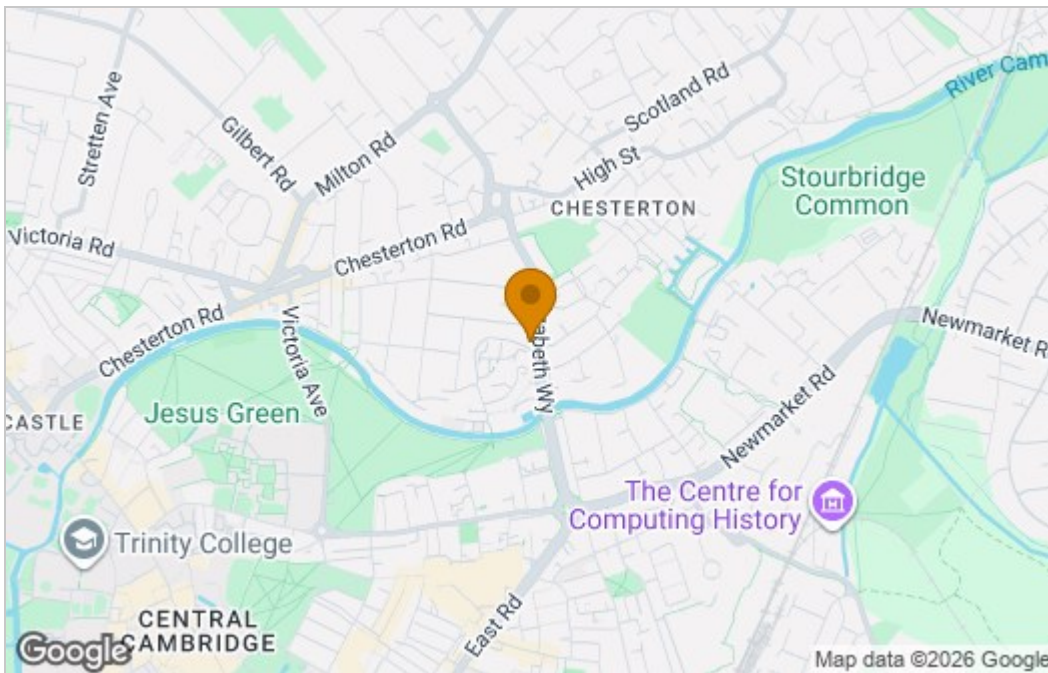 Stretten Ave
Gilbert Rd
Milton Rd
Scotland Rd
High St
River Cam
Stourbridge
Common
CHESTERTON
Victoria Rd
Chesterton Rd
Chesterton Rd
Victoria Ave
abeth Wy
Newmarket R
Newmarket Rd
Jesus Green
CASTLE
The Centre for
Computing History
Trinity College
CENTRAL
CAMBRIDGE
East Rd
Google
Map data ©2026 Google